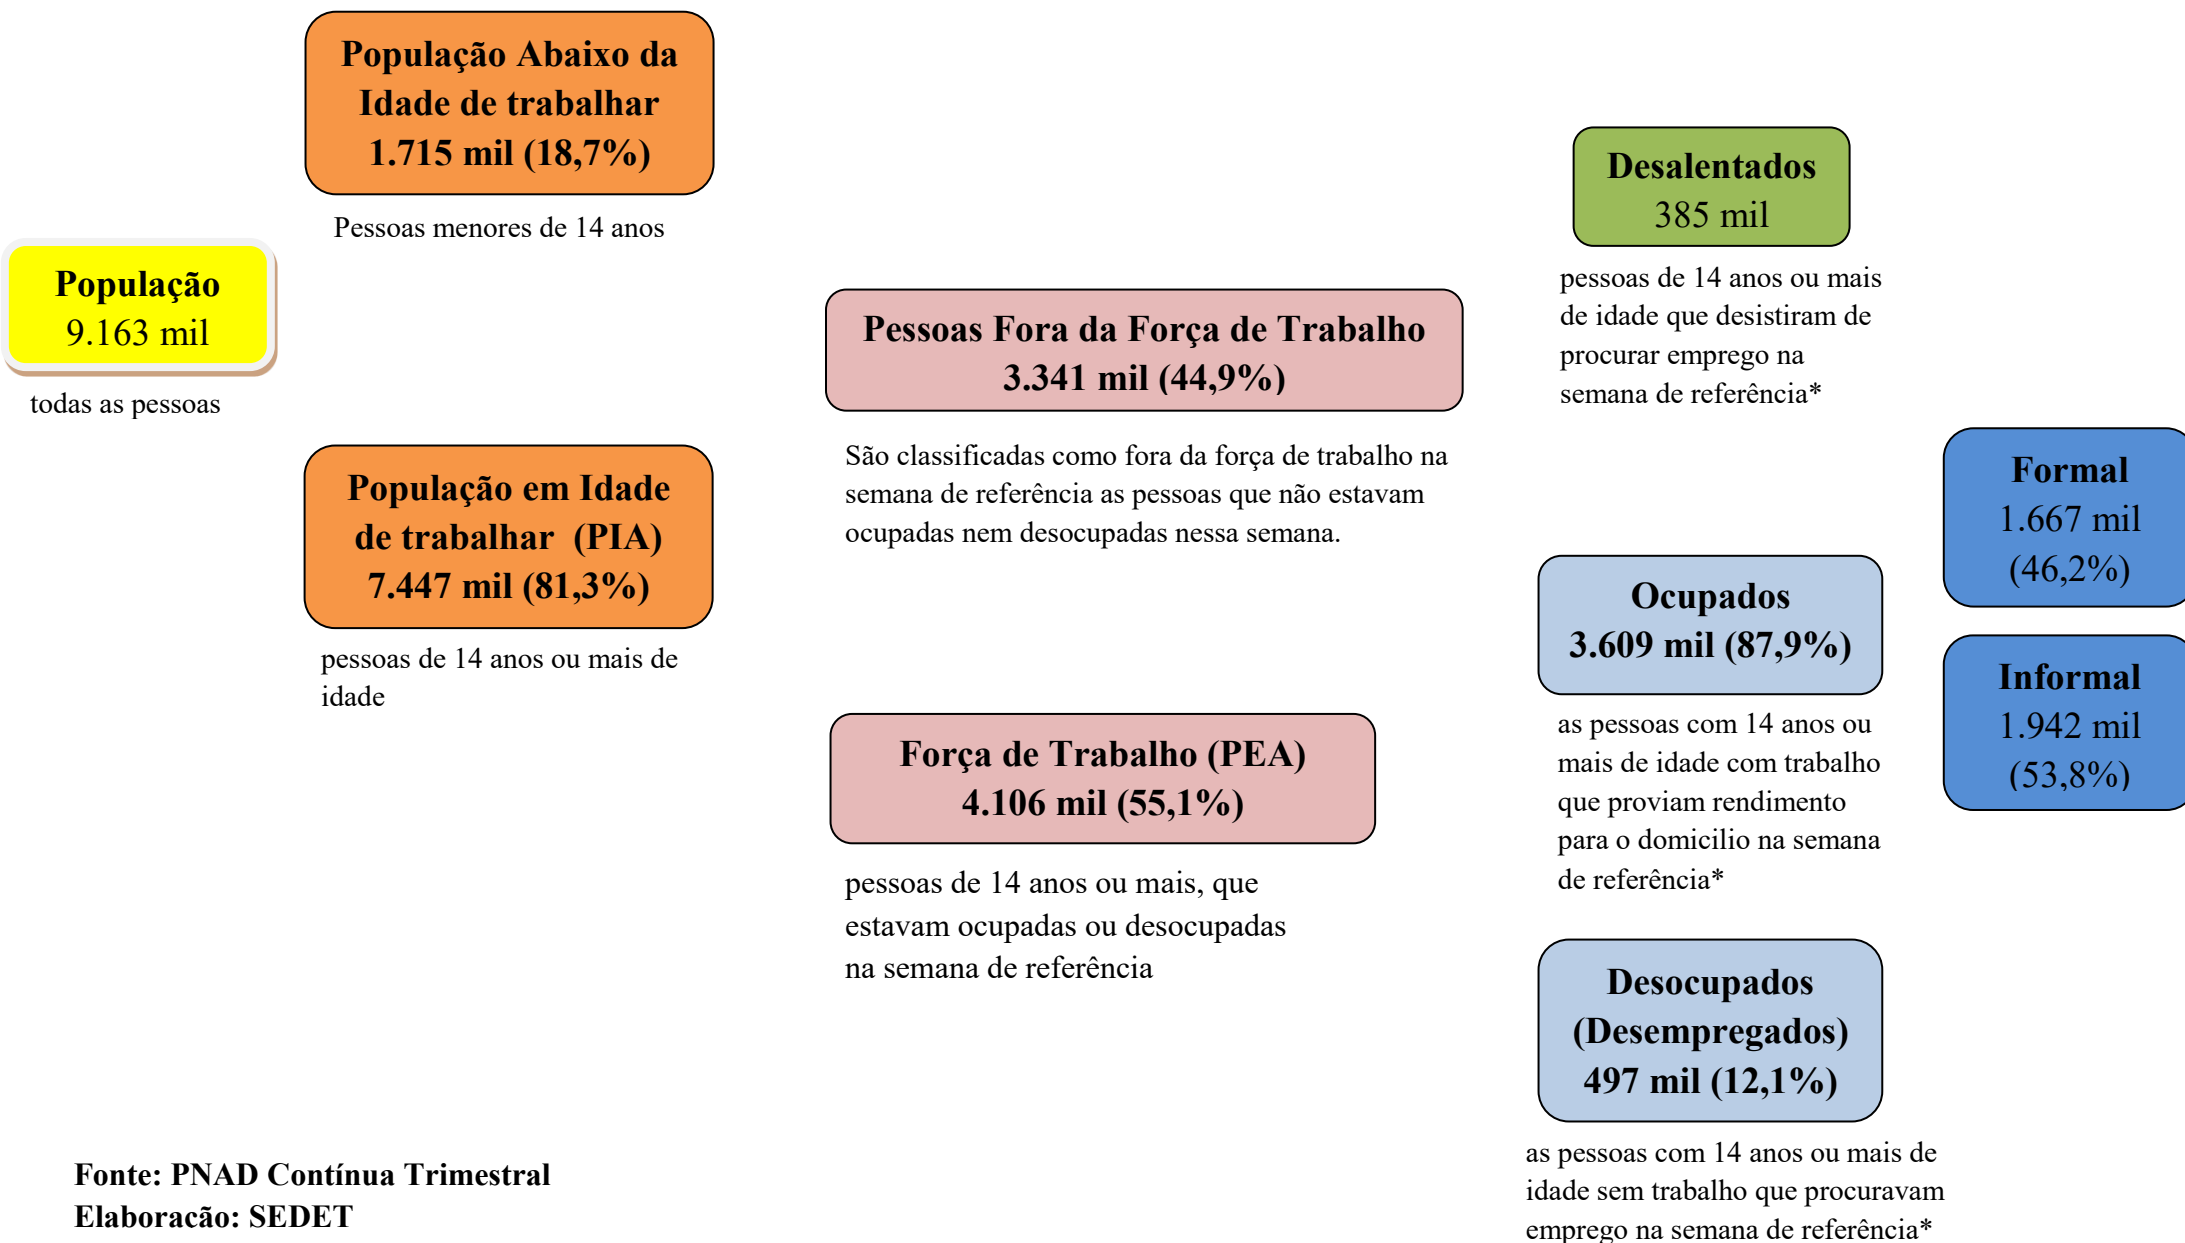 População Abaixo da
Idade de trabalhar
1.715 mil (18,7%)
Pessoas menores de 14 anos
População
9.163 mil
todas as pessoas
População em Idade
de trabalhar (PIA)
7.447 mil (81,3%)
pessoas de 14 anos ou mais de
idade
Pessoas Fora da Força de Trabalho
3.341 mil (44,9%)
São classificadas como fora da força de trabalho na
semana de referência as pessoas que não estavam
ocupadas nem desocupadas nessa semana.
Força de Trabalho (PEA)
4.106 mil (55,1%)
pessoas de 14 anos ou mais, que
estavam ocupadas ou desocupadas
na semana de referência
Desalentados
385 mil
pessoas de 14 anos ou mais
de idade que desistiram de
procurar emprego na
semana de referência*
Ocupados
3.609 mil (87,9%)
as pessoas com 14 anos ou
mais de idade com trabalho
que proviam rendimento
para o domicilio na semana
de referência*
Desocupados
(Desempregados)
497 mil (12,1%)
as pessoas com 14 anos ou mais de
idade sem trabalho que procuravam
emprego na semana de referência*
Formal
1.667 mil
(46,2%)
Informal
1.942 mil
(53,8%)
Fonte: PNAD Contínua Trimestral
Elaboracão: SEDET